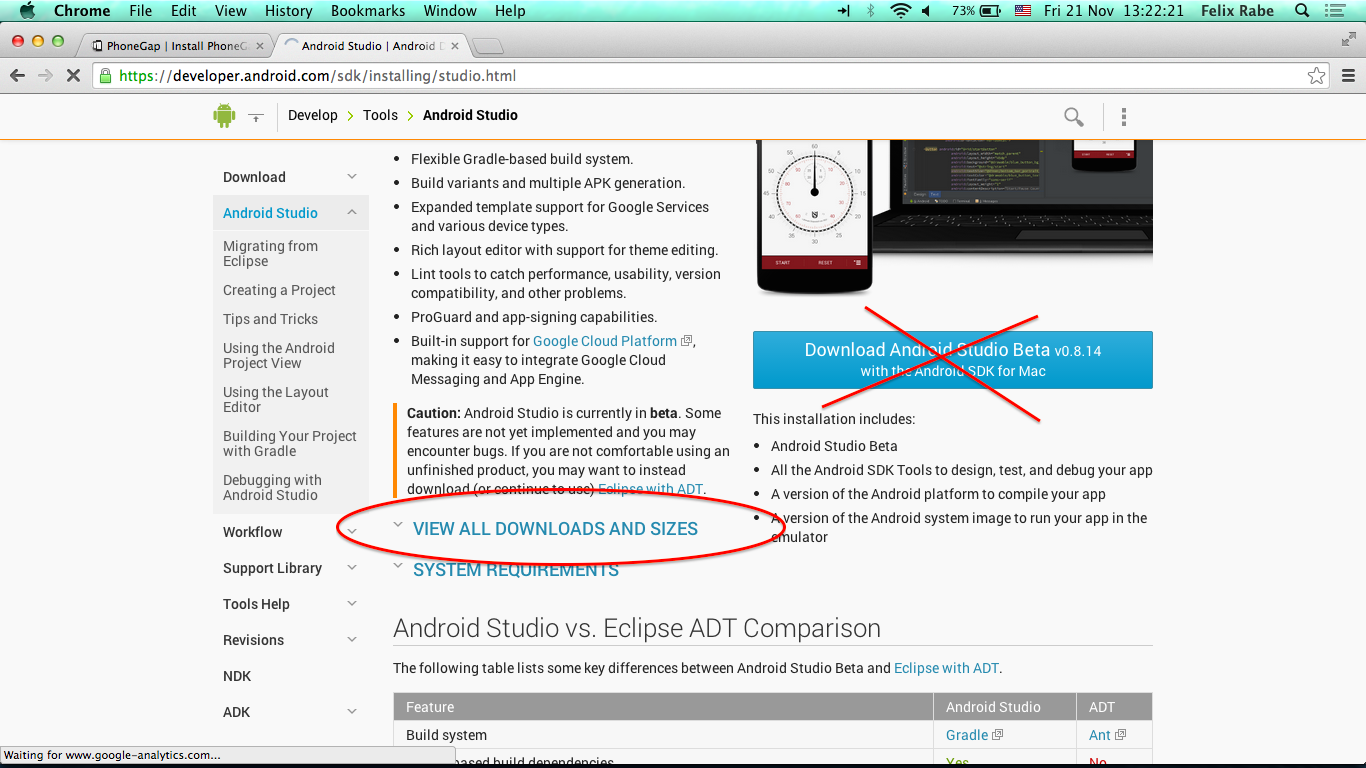 Chrome File Edit View History Bookmarks Window Help 73% Fri 21 Nov 13:22:21 Felix Rabe
PhoneGap | Install PhoneG
Android Studio | Android D
https://developer.android.com/sdk/installing/studio.html
Develop > Tools > Android Studio
Download
Android Studio
Migrating from
Eclipse
Creating a Project
Tips and Tricks
Using the Android
Project View
Using the Layout
Editor
Building Your Project
with Gradle
Debugging with
Android Studio
Workflow
Support Library
Tools Help
Revisions
NDK
ADK
• Flexible Gradle-based build system.
• Build variants and multiple APK generation.
• Expanded template support for Google Services
and various device types.
• Rich layout editor with support for theme editing.
• Lint tools to catch performance, usability, version
compatibility, and other problems.
• ProGuard and app-signing capabilities.
• Built-in support for Google Cloud Platform,
making it easy to integrate Google Cloud
Messaging and App Engine.
Caution: Android Studio is currently in beta. Some
features are not yet implemented and you may
encounter bugs. If you are not comfortable using an
unfinished product, you may want to instead
download (or continue to use) Eclipse with ADT.
VIEW ALL DOWNLOADS AND SIZES
SYSTEM REQUIREMENTS
60
55
5
50
10
45
15
40
20
35
25
30
START RESET
Download Android Studio Beta v0.8.14
with the Android SDK for Mac
This installation includes:
• Android Studio Beta
• All the Android SDK Tools to design, test, and debug your app
• A version of the Android platform to compile your app
• A version of the Android system image to run your app in the
emulator
Android Studio vs. Eclipse ADT Comparison
The following table lists some key differences between Android Studio Beta and Eclipse with ADT.
Feature Android Studio ADT
Build system Gradle Ant
based build dependencies Yes No
Waiting for www.google-analytics.com...